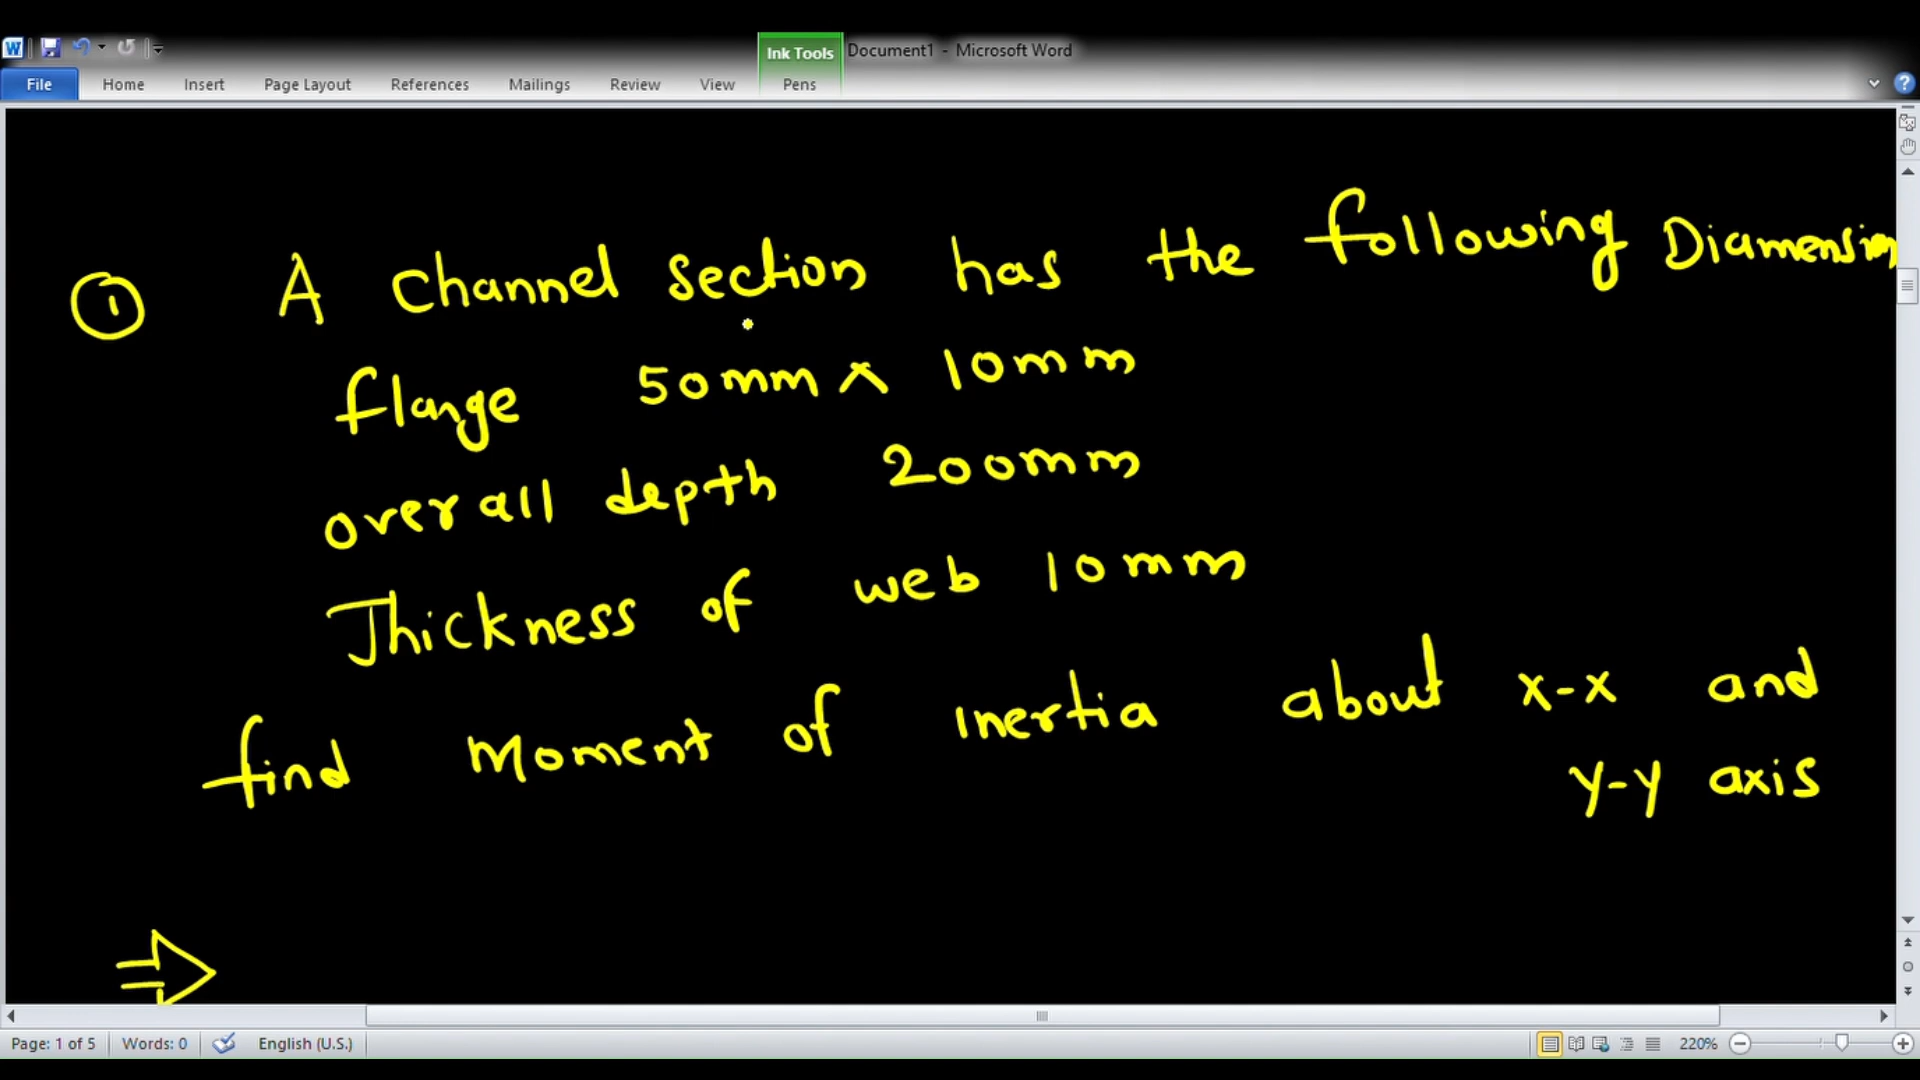 Ink Tools Document1 - Microsoft Word
File Home Insert Page Layout References Mailings Review View Pens
① A channel section has the following Diamension
flange 50mm x 10mm
overall depth 200mm
Thickness of web 10mm
find Moment of Inertia about x-x and
y-y axis
Page: 1 of 5 Words: 0 English (U.S.) 220%